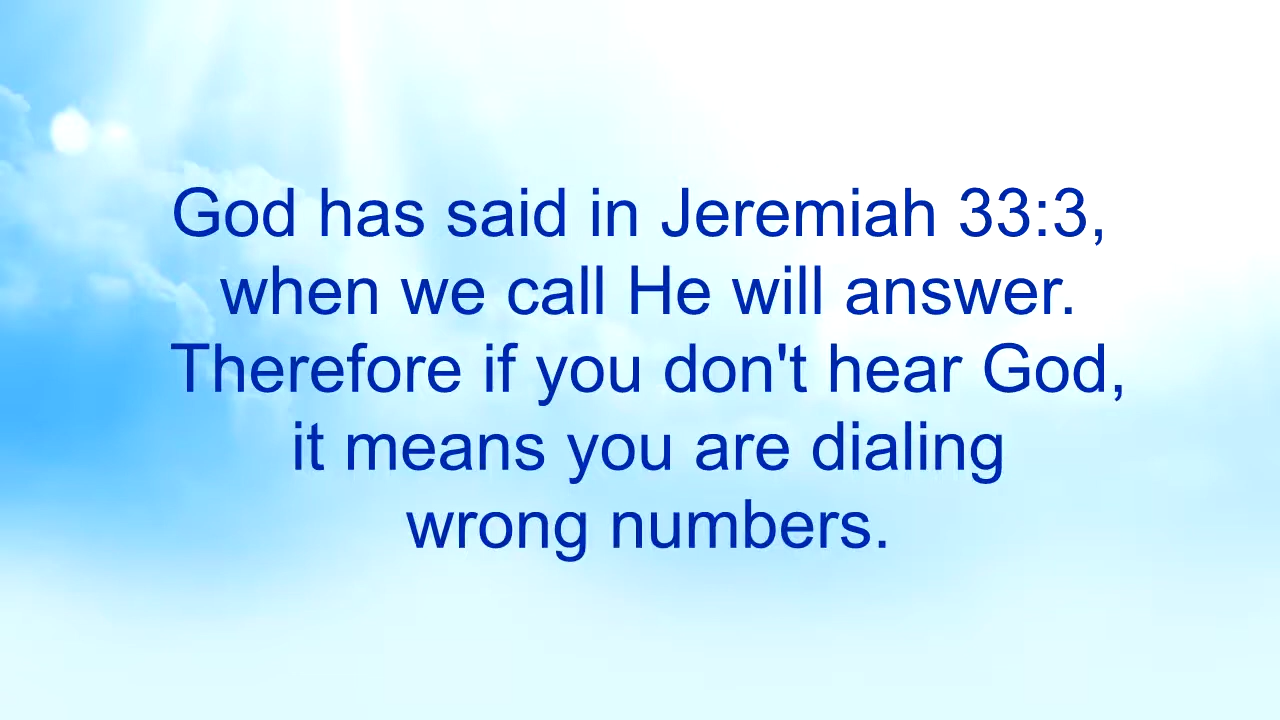 God has said in Jeremiah 33:3,
when we call He will answer.
Therefore if you don't hear God,
it means you are dialing
wrong numbers.